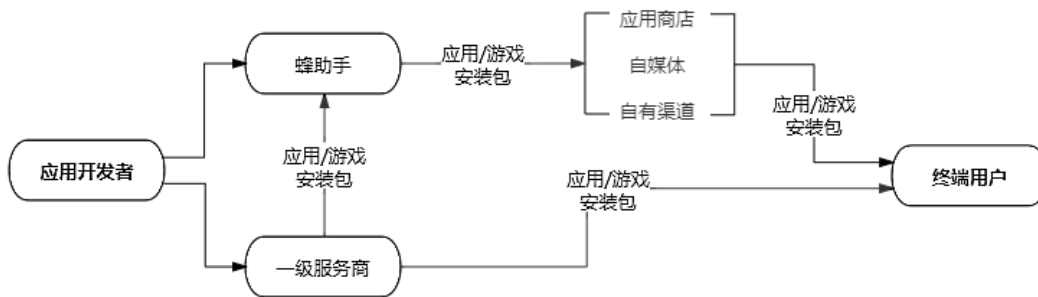 应用商店
蜂助手
应用/游戏
安装包
自媒体
自有渠道
应用/游戏
安装包
应用开发者
应用/游戏
安装包
应用/游戏
安装包
终端用户
一级服务商